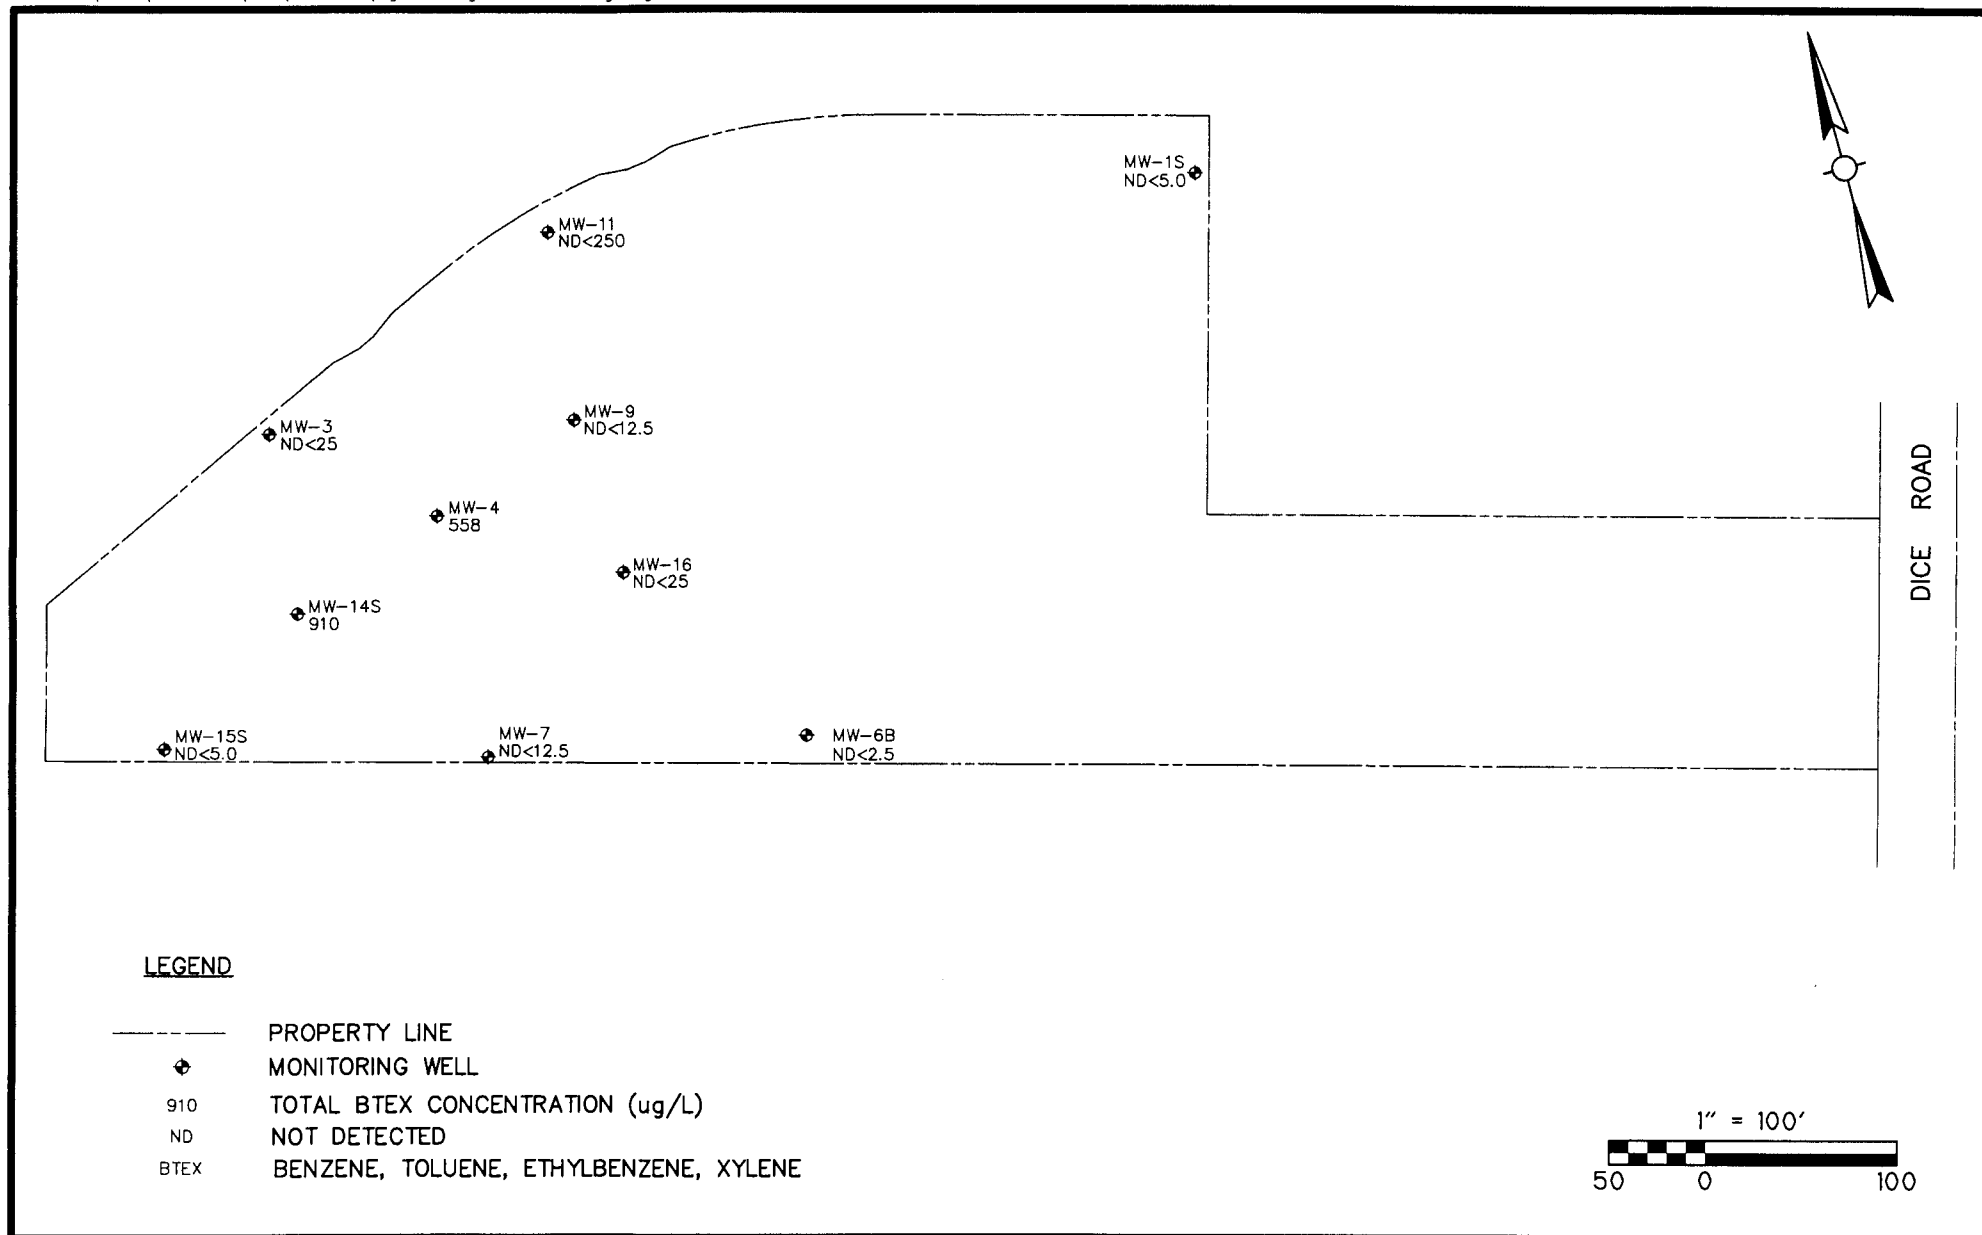 MW-1S
ND<5.0
MW-11
ND<250
MW-9
ND<12.5
MW-3
ND<25
MW-4
558
MW-16
ND<25
MW-14S
910
MW-15S
ND<5.0
MW-7
ND<12.5
MW-6B
ND<2.5
DICE ROAD
LEGEND
PROPERTY LINE
MONITORING WELL
910 TOTAL BTEX CONCENTRATION (ug/L)
ND NOT DETECTED
BTEX BENZENE, TOLUENE, ETHYLBENZENE, XYLENE
1" = 100'
50 0 100